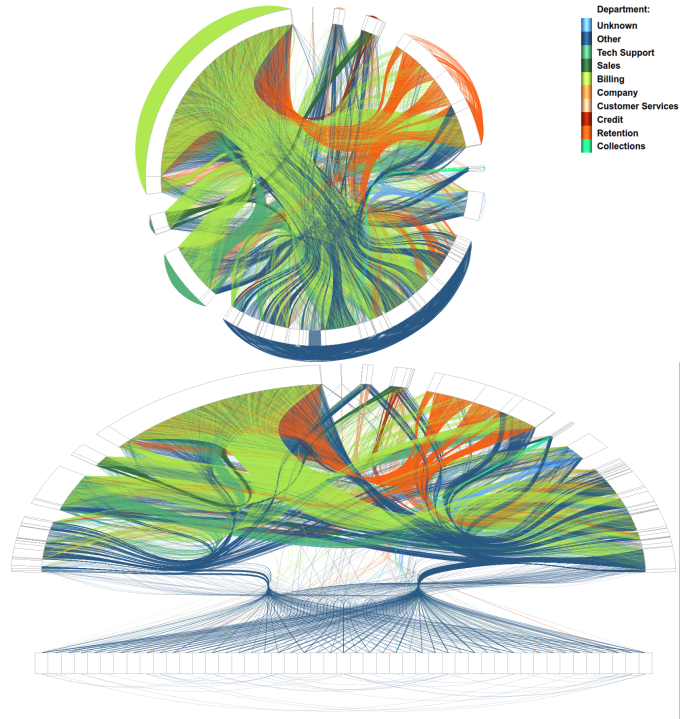 Department:
Unknown
Other
Tech Support
Sales
Billing
Company
Customer Services
Credit
Retention
Collections